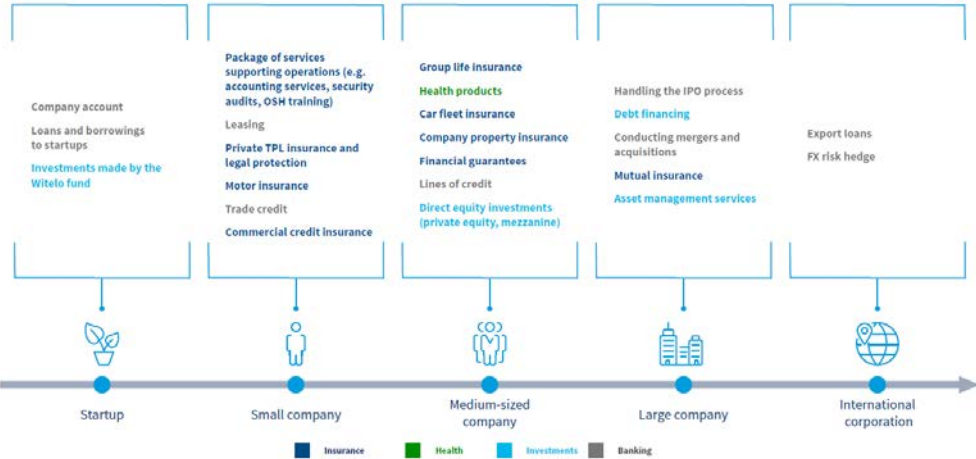 Company account
Loans and borrowings
to startups
Investments made by the
Witelo fund
Package of services
supporting operations (e.g.
accounting services, security
audits, OSH training)
Leasing
Private TPL insurance and
legal protection
Motor insurance
Trade credit
Commercial credit insurance
Group life insurance
Health products
Car fleet insurance
Company property insurance
Financial guarantees
Lines of credit
Direct equity investments
(private equity, mezzanine)
Handling the IPO process
Debt financing
Conducting mergers and
acquisitions
Mutual insurance
Asset management services
Export loans
FX risk hedge
Startup
Small company
Medium-sized
company
Large company
International
corporation
Insurance
Health
Investments
Banking